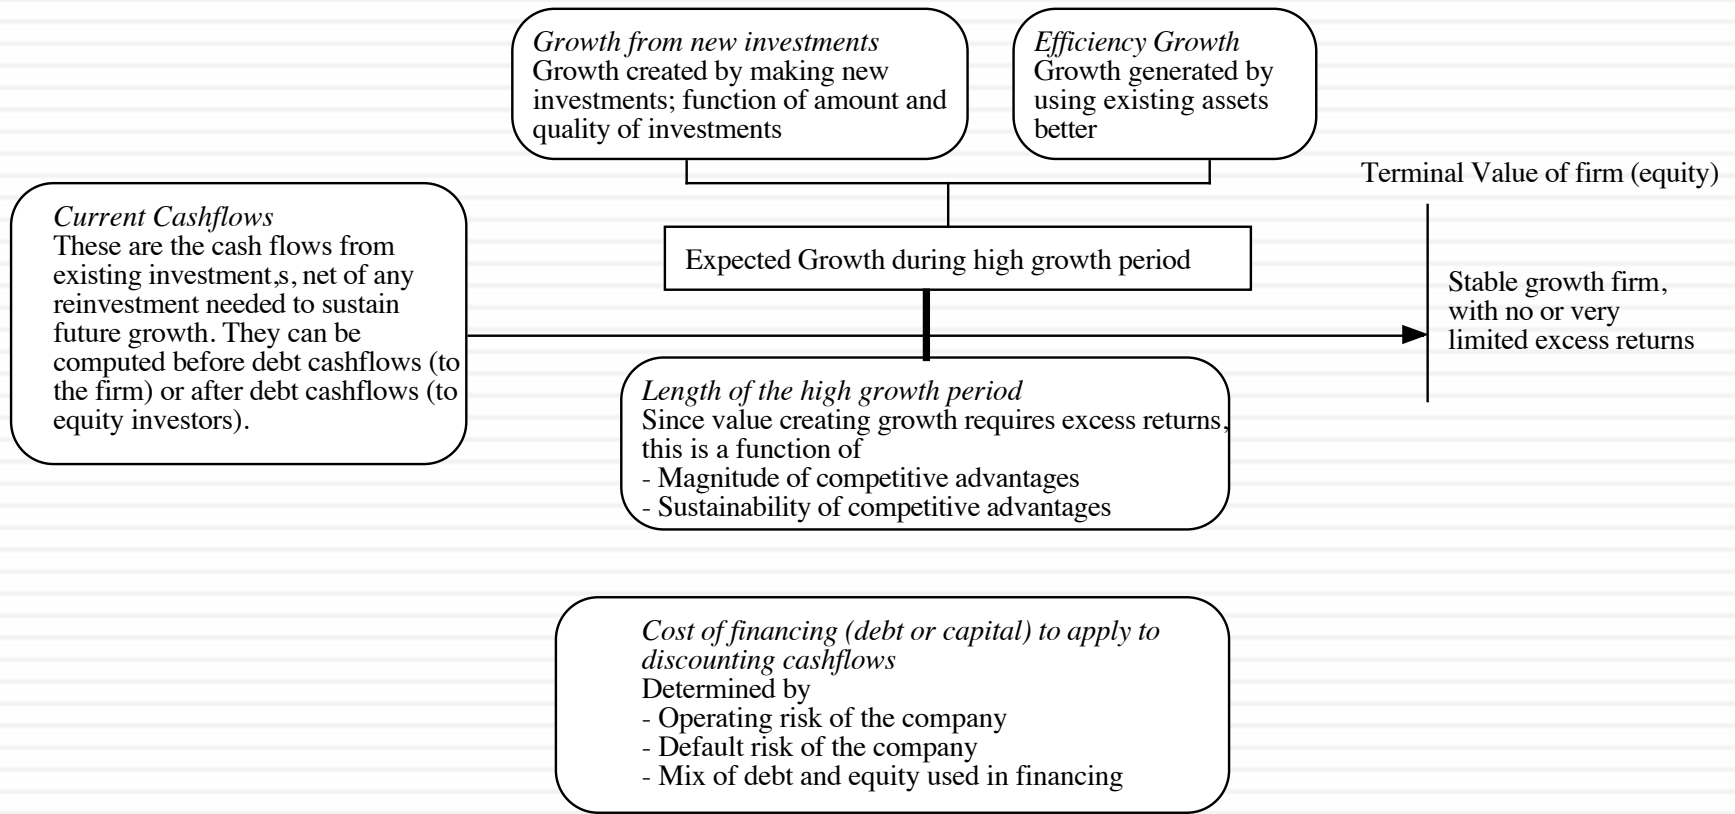 Growth from new investments
Growth created by making new
investments; function of amount and
quality of investments
Efficiency Growth
Growth generated by
using existing assets
better
Terminal Value of firm (equity)
Current Cashflows
These are the cash flows from
existing investment,s, net of any
reinvestment needed to sustain
future growth. They can be
computed before debt cashflows (to
the firm) or after debt cashflows (to
equity investors).
Expected Growth during high growth period
Stable growth firm,
with no or very
limited excess returns
Length of the high growth period
Since value creating growth requires excess returns,
this is a function of
- Magnitude of competitive advantages
- Sustainability of competitive advantages
Cost of financing (debt or capital) to apply to
discounting cashflows
Determined by
- Operating risk of the company
- Default risk of the company
- Mix of debt and equity used in financing